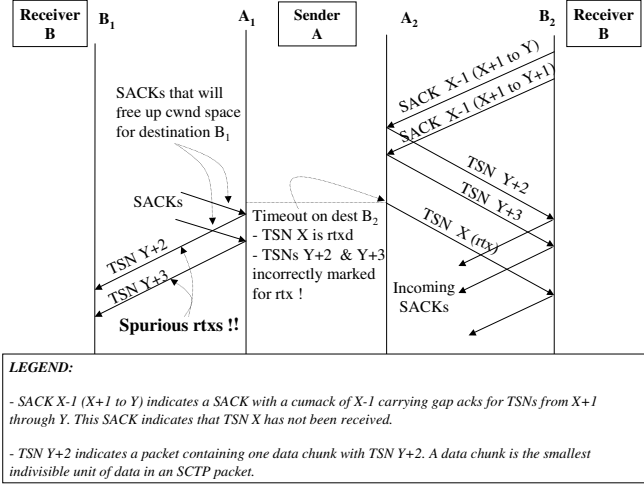 Receiver
B
B1
A1
Sender
A
A2
B2
Receiver
B
SACKs that will
free up cwnd space
for destination B1
SACK X-1 (X+1 to Y)
SACK X-1 (X+1 to Y+1)
TSN Y+2
TSN Y+3
SACKs
Timeout on dest B2
- TSN X is rtxd
- TSNs Y+2 & Y+3
incorrectly marked
for rtx !
TSN X (rtx)
TSN Y+2
TSN Y+3
Incoming
SACKs
Spurious rtxs !!
LEGEND:
- SACK X-1 (X+1 to Y) indicates a SACK with a cumack of X-1 carrying gap acks for TSNs from X+1
through Y. This SACK indicates that TSN X has not been received.
- TSN Y+2 indicates a packet containing one data chunk with TSN Y+2. A data chunk is the smallest
indivisible unit of data in an SCTP packet.